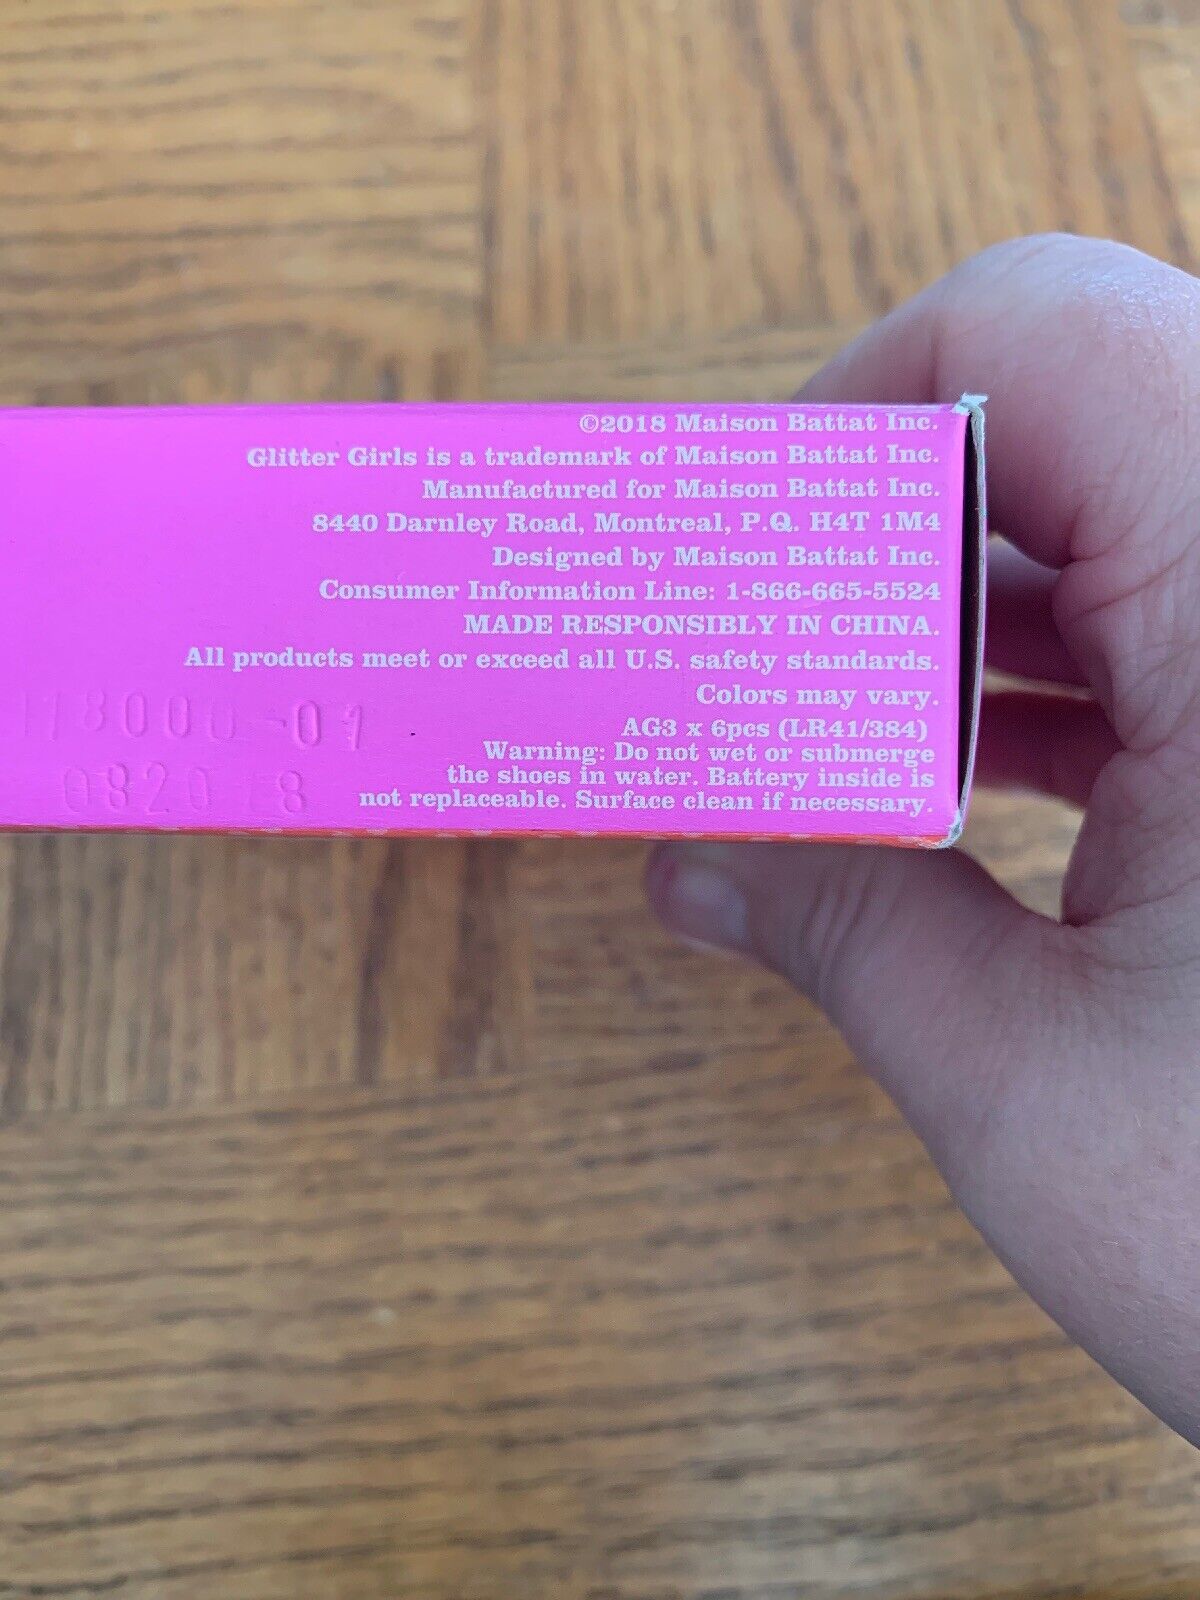 ©2018 Maison Battat Inc.
Glitter Girls is a trademark of Maison Battat Inc.
Manufactured for Maison Battat Inc.
8440 Darnley Road, Montreal, P.Q. H4T 1M4
Designed by Maison Battat Inc.
Consumer Information Line: 1-866-665-5524
MADE RESPONSIBLY IN CHINA.
All products meet or exceed all U.S. safety standards.
Colors may vary.
AG3 x 6pcs (LR41/384)
Warning: Do not wet or submerge
the shoes in water. Battery inside is
not replaceable. Surface clean if necessary.